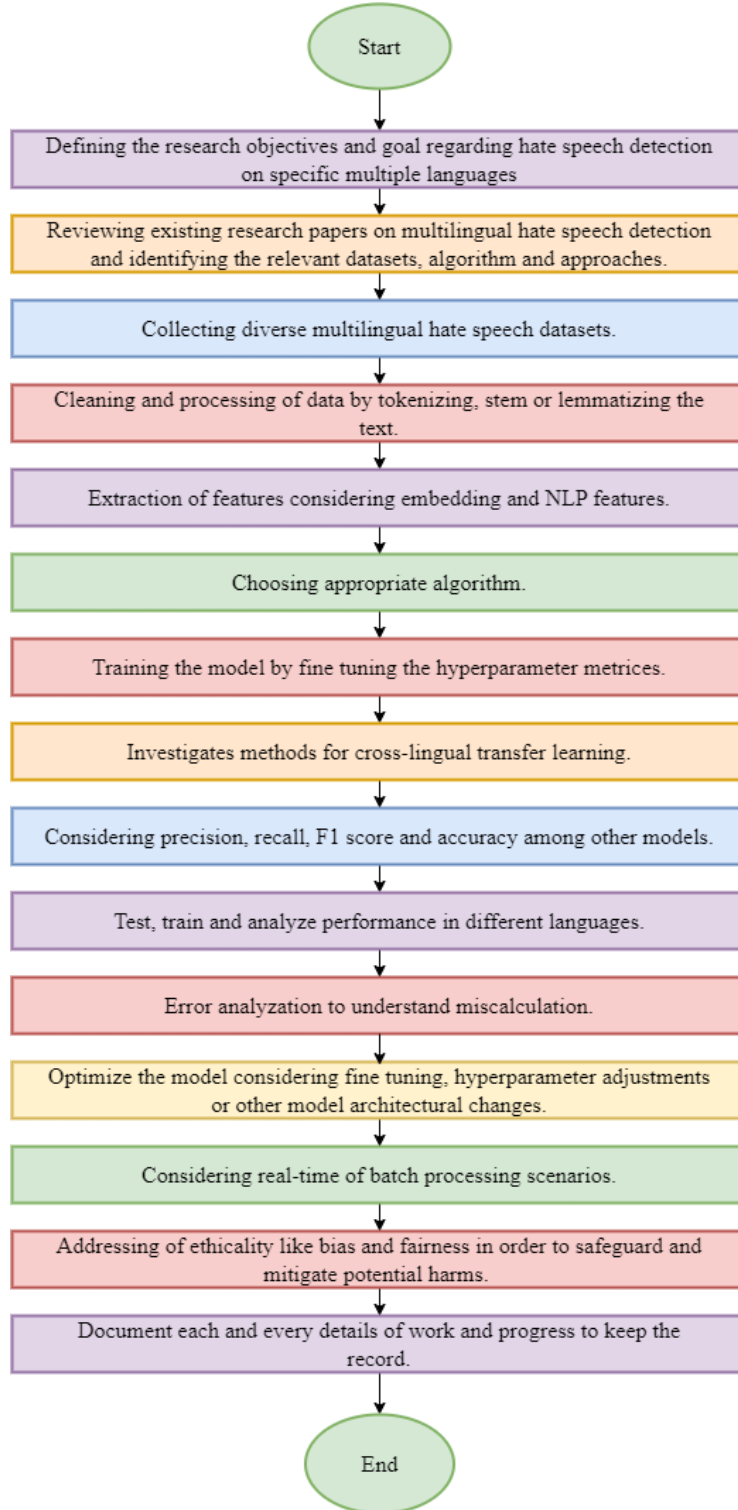 Start
Defining the research objectives and goal regarding hate speech detection
on specific multiple languages
Reviewing existing research papers on multilingual hate speech detection
and identifying the relevant datasets, algorithm and approaches.
Collecting diverse multilingual hate speech datasets.
Cleaning and processing of data by tokenizing, stem or lemmatizing the
text.
Extraction of features considering embedding and NLP features.
Choosing appropriate algorithm.
Training the model by fine tuning the hyperparameter metrices.
Investigates methods for cross-lingual transfer learning.
Considering precision, recall, F1 score and accuracy among other models.
Test, train and analyze performance in different languages.
Error analyzation to understand miscalculation.
Optimize the model considering fine tuning, hyperparameter adjustments
or other model architectural changes.
Considering real-time of batch processing scenarios.
Addressing of ethicality like bias and fairness in order to safeguard and
mitigate potential harms.
Document each and every details of work and progress to keep the
record.
End